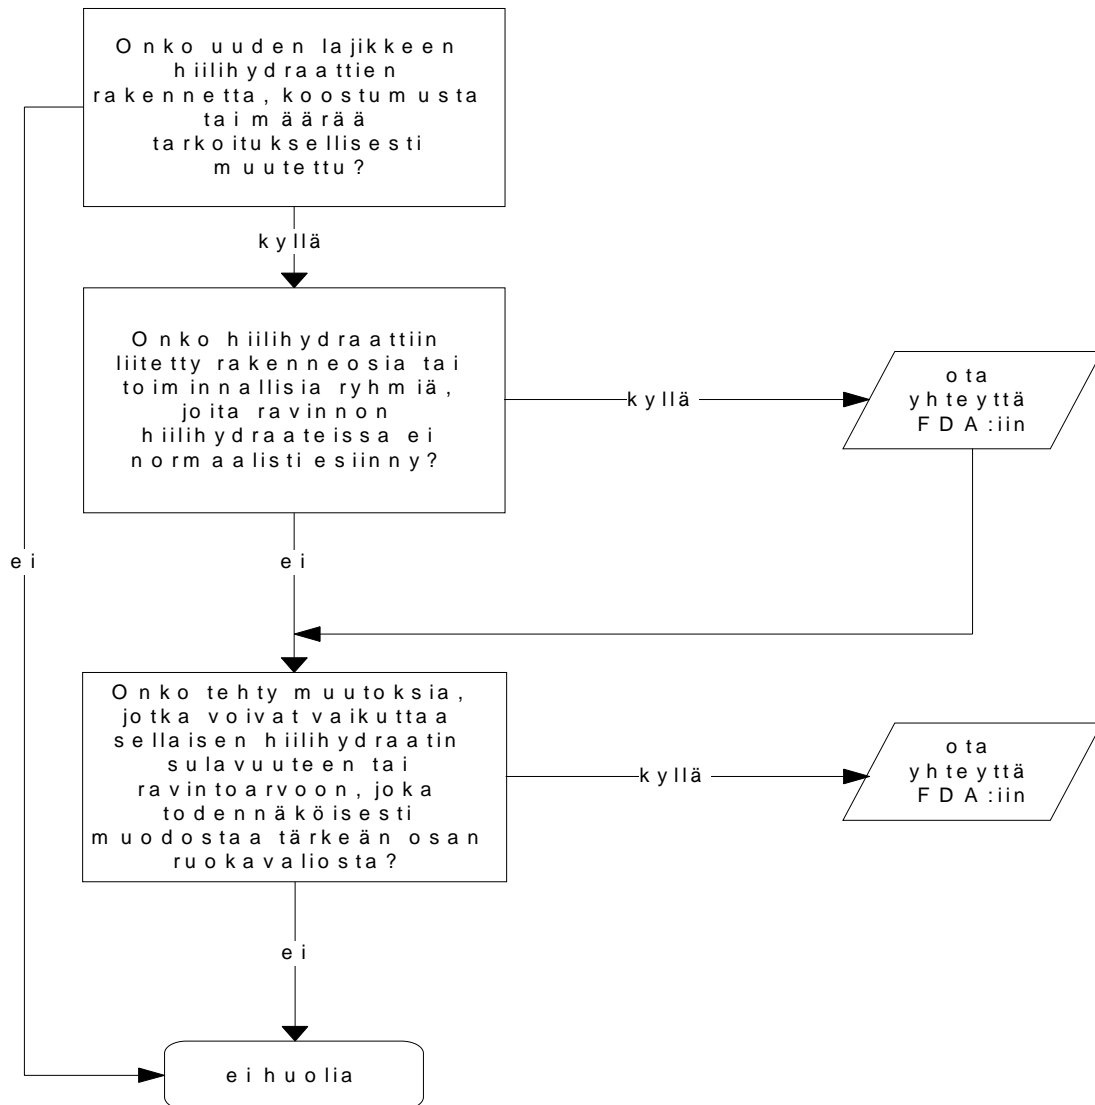 Onko uuden lajikkeen
hiilihydraattien
rakennetta, koostumusta
tai määrää
tarkoituksellisesti
muutettu?
kyllä
Onko hiilihydraattiin
liitetty rakenneosia tai
toiminnallisia ryhmiä,
joita ravinnon
hiilihydraateissa ei
normaalisti esiinny?
kyllä
ota
yhteyttä
FDA:iin
ei
ei
Onko tehty muutoksia,
jotka voivat vaikuttaa
sellaisen hiilihydraatin
sulavuuteen tai
ravintoarvoon, joka
todennäköisesti
muodostaa tärkeän osan
ruokavaliosta?
kyllä
ota
yhteyttä
FDA:iin
ei
ei huolia